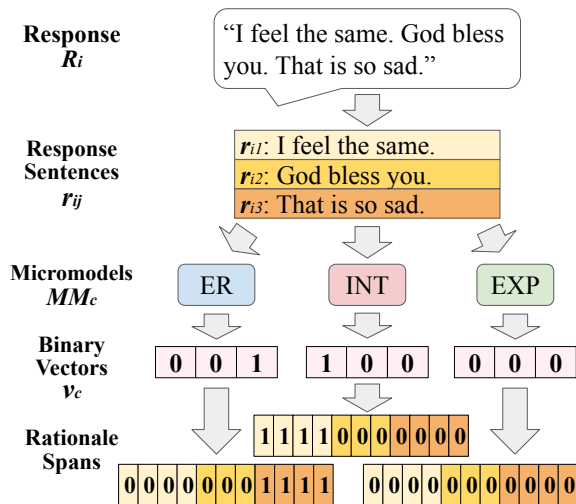 Response
Ri
“I feel the same. God bless
you. That is so sad.”
Response
Sentences
rij
ri1: I feel the same.
ri2: God bless you.
ri3: That is so sad.
Micromodels
MMc
ER
INT
EXP
Binary
Vectors
vc
0 0 1
1 0 0
0 0 0
Rationale
Spans
1 1 1 1 0 0 0 0 0 0 0
0 0 0 0 0 0 0 1 1 1 1
0 0 0 0 0 0 0 0 0 0 0